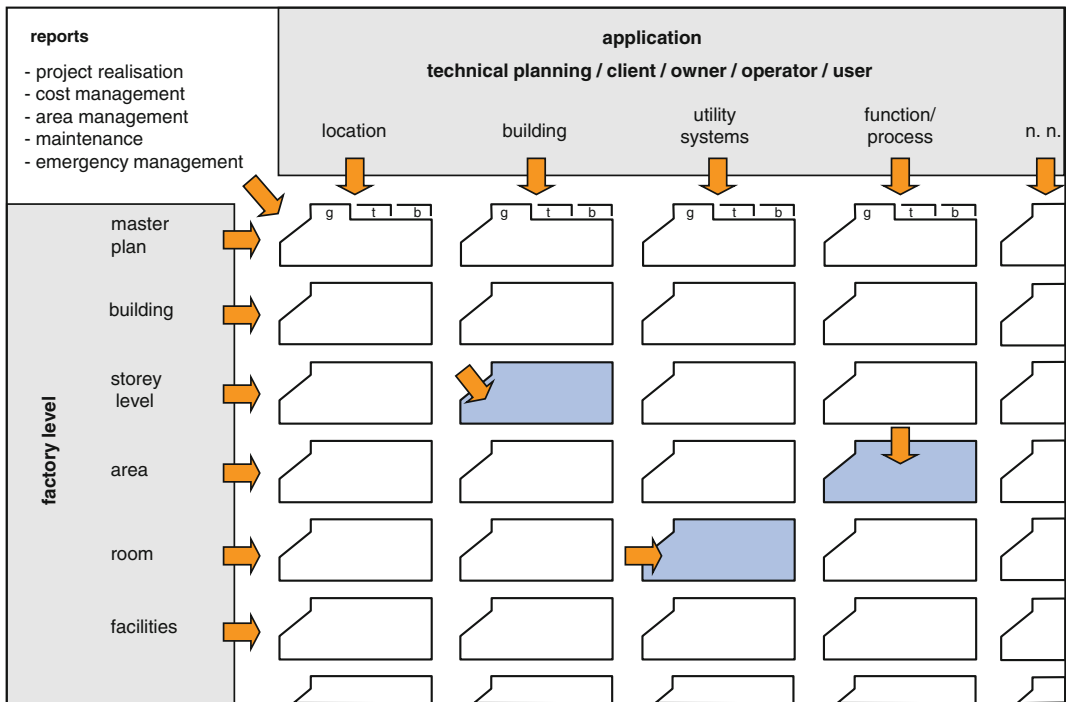 reports
- project realisation
- cost management
- area management
- maintenance
- emergency management
application
technical planning / client / owner / operator / user
location
building
utility
systems
function/
process
n. n.
factory level
master
plan
g t b g t b g t b g t b
building
storey
level
area
room
facilities